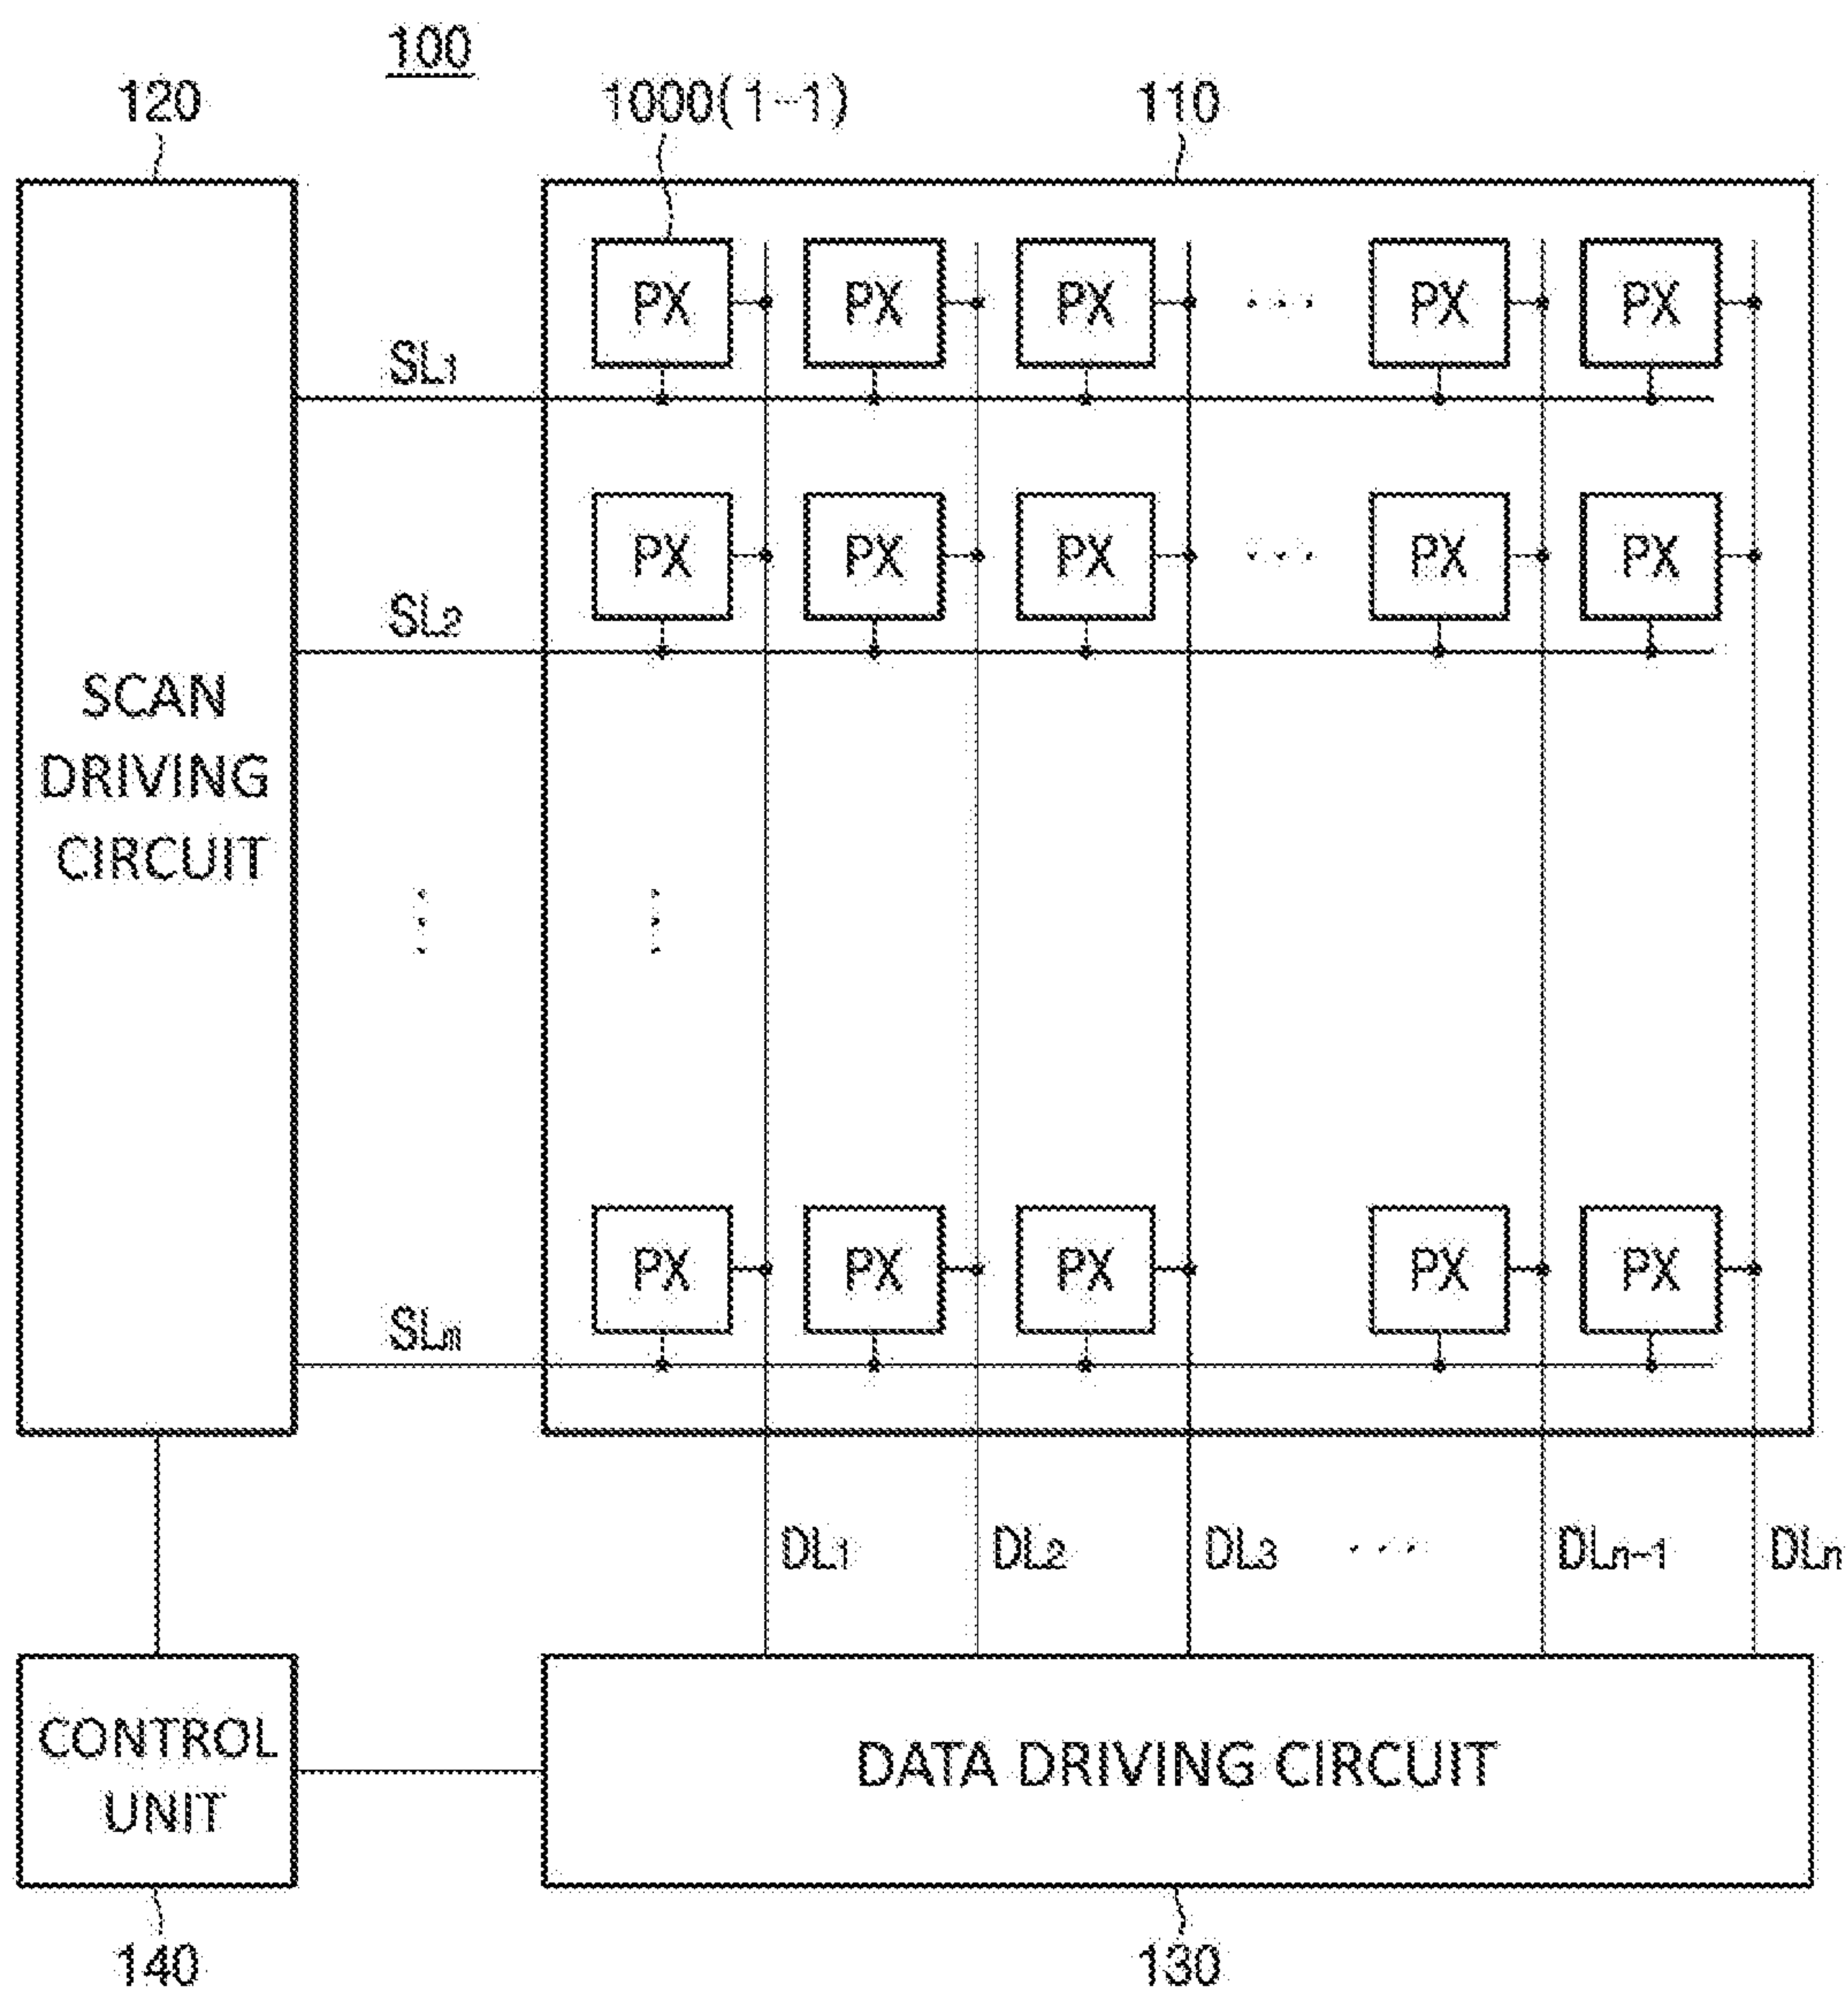 100
120 1000(1-1) 110
PX PX PX ... PX PX
SL1
PX PX PX ... PX PX
SL2
SCAN
DRIVING
CIRCUIT
PX PX PX PX PX
SLm
DL1 DL2 DL3 ... DLn-1 DLn
CONTROL
UNIT
DATA DRIVING CIRCUIT
140 130